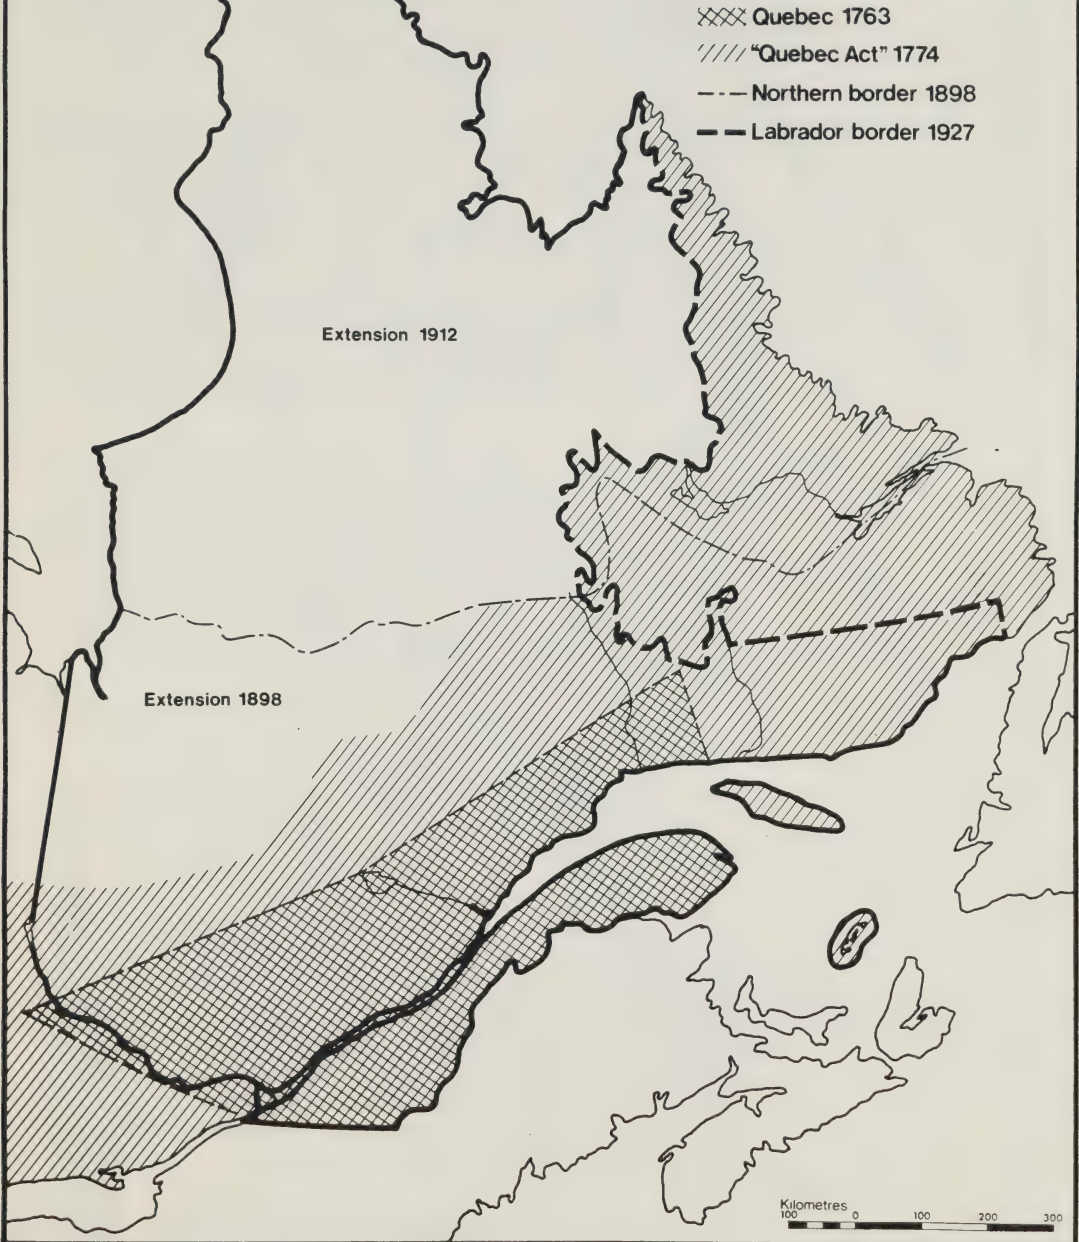 Quebec 1763
“Quebec Act” 1774
Northern border 1898
Labrador border 1927
Extension 1912
Extension 1898
Kilometres
100 0 100 200 300